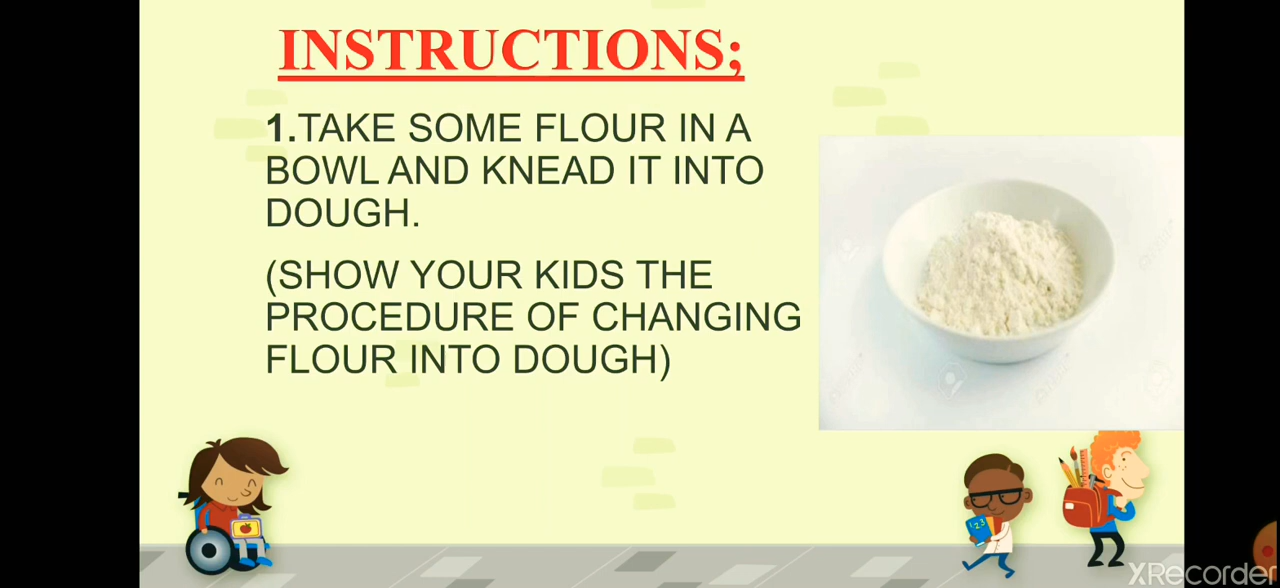 INSTRUCTIONS;
1.TAKE SOME FLOUR IN A
BOWL AND KNEAD IT INTO
DOUGH.
(SHOW YOUR KIDS THE
PROCEDURE OF CHANGING
FLOUR INTO DOUGH)
123
XRecorder